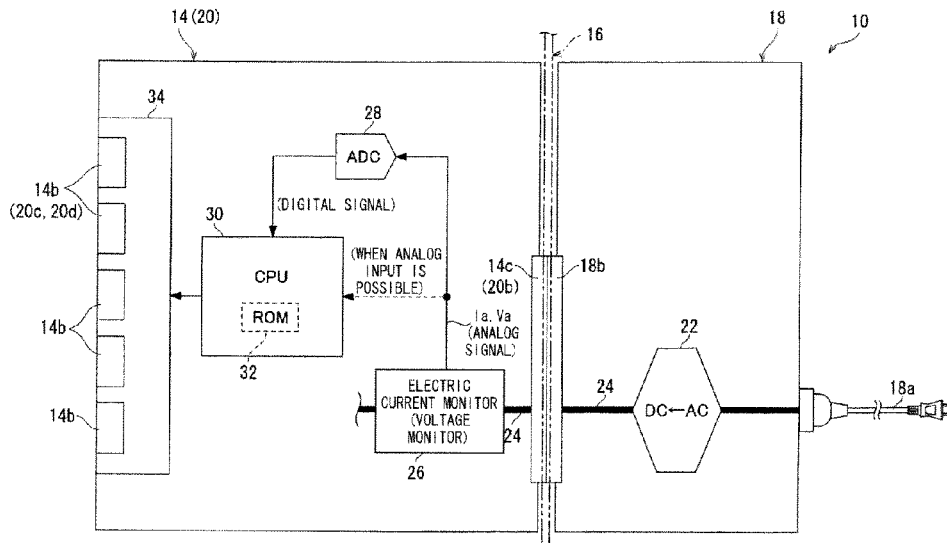 14 (20)
16
18
10
34
28
ADC
14b
(20c, 20d)
(DIGITAL SIGNAL)
30
CPU
(WHEN ANALOG
INPUT IS
POSSIBLE)
14c
(20b)
18b
ROM
32
Ia, Va
(ANALOG
SIGNAL)
14b
22
ELECTRIC
CURRENT MONITOR
(VOLTAGE
MONITOR)
24
24
DC←AC
18a
14b
26